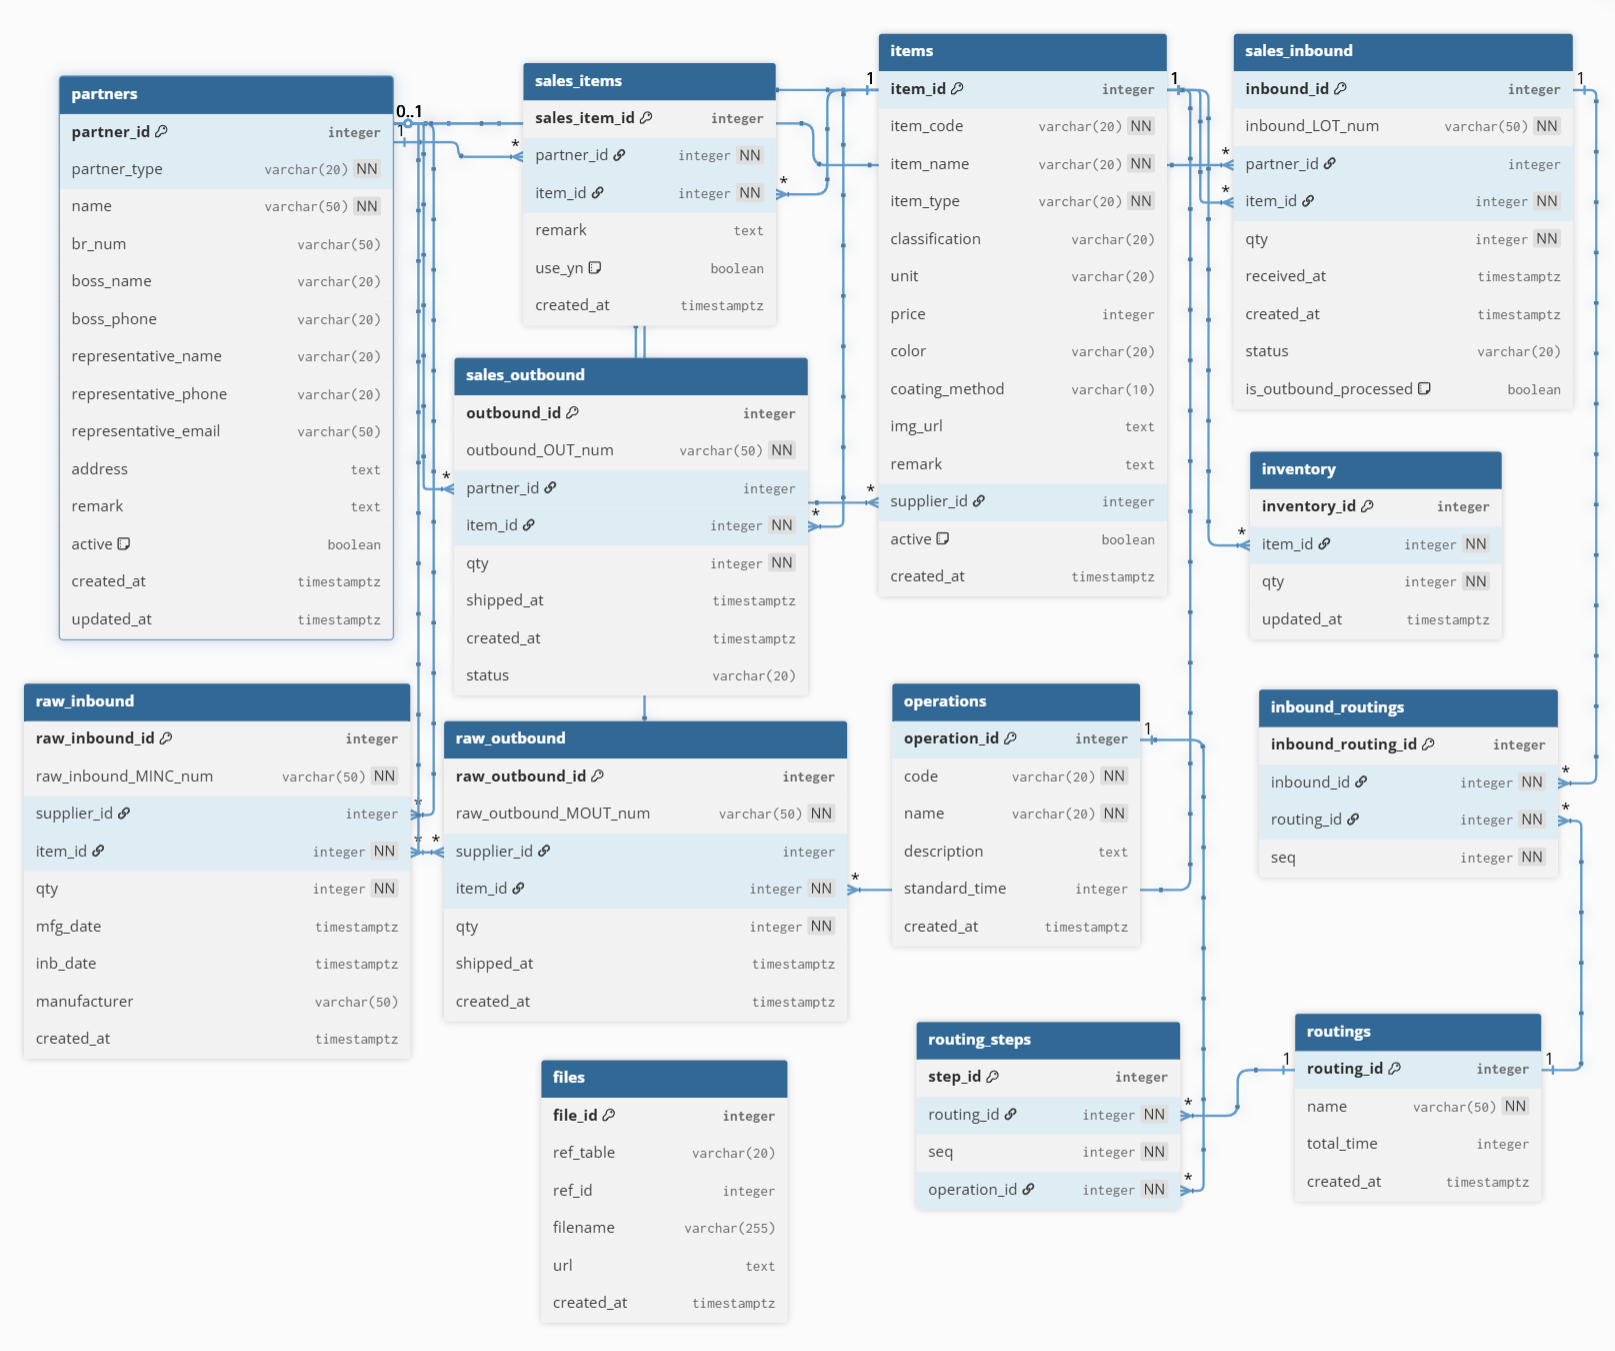 partners
partner_id integer
partner_type varchar(20) NN
name varchar(50) NN
br_num varchar(50)
boss_name varchar(20)
boss_phone varchar(20)
representative_name varchar(20)
representative_phone varchar(20)
representative_email varchar(50)
address text
remark text
active boolean
created_at timestamptz
updated_at timestamptz
0..1
1
sales_items
sales_item_id integer
* partner_id integer NN
item_id integer NN *
remark text
use_yn boolean
created_at timestamptz
items
1 item_id integer 1
item_code varchar(20) NN
item_name varchar(20) NN
item_type varchar(20) NN
classification varchar(20)
unit varchar(20)
price integer
color varchar(20)
coating_method varchar(10)
img_url text
remark text
* supplier_id integer
active boolean
created_at timestamptz
sales_inbound
inbound_id integer 1
inbound_LOT_num varchar(50) NN
* partner_id integer
* item_id integer NN
qty integer NN
received_at timestamptz
created_at timestamptz
status varchar(20)
is_outbound_processed boolean
sales_outbound
outbound_id integer
outbound_OUT_num varchar(50) NN
* partner_id integer
item_id integer NN *
qty integer NN
shipped_at timestamptz
created_at timestamptz
status varchar(20)
inventory
inventory_id integer
* item_id integer NN
qty integer NN
updated_at timestamptz
raw_inbound
raw_inbound_id integer
raw_inbound_MINC_num varchar(50) NN
supplier_id integer *
item_id integer NN *
qty integer NN
mfg_date timestamptz
inb_date timestamptz
manufacturer varchar(50)
created_at timestamptz
raw_outbound
raw_outbound_id integer
raw_outbound_MOUT_num varchar(50) NN
* supplier_id integer
item_id integer NN *
qty integer NN
shipped_at timestamptz
created_at timestamptz
operations
operation_id integer 1
code varchar(20) NN
name varchar(20) NN
description text
standard_time integer
created_at timestamptz
inbound_routings
inbound_routing_id integer
inbound_id integer NN *
routing_id integer NN *
seq integer NN
files
file_id integer
ref_table varchar(20)
ref_id integer
filename varchar(255)
url text
created_at timestamptz
routing_steps
step_id integer
routing_id integer NN *
seq integer NN
operation_id integer NN *
routings
1 routing_id integer 1
name varchar(50) NN
total_time integer
created_at timestamptz